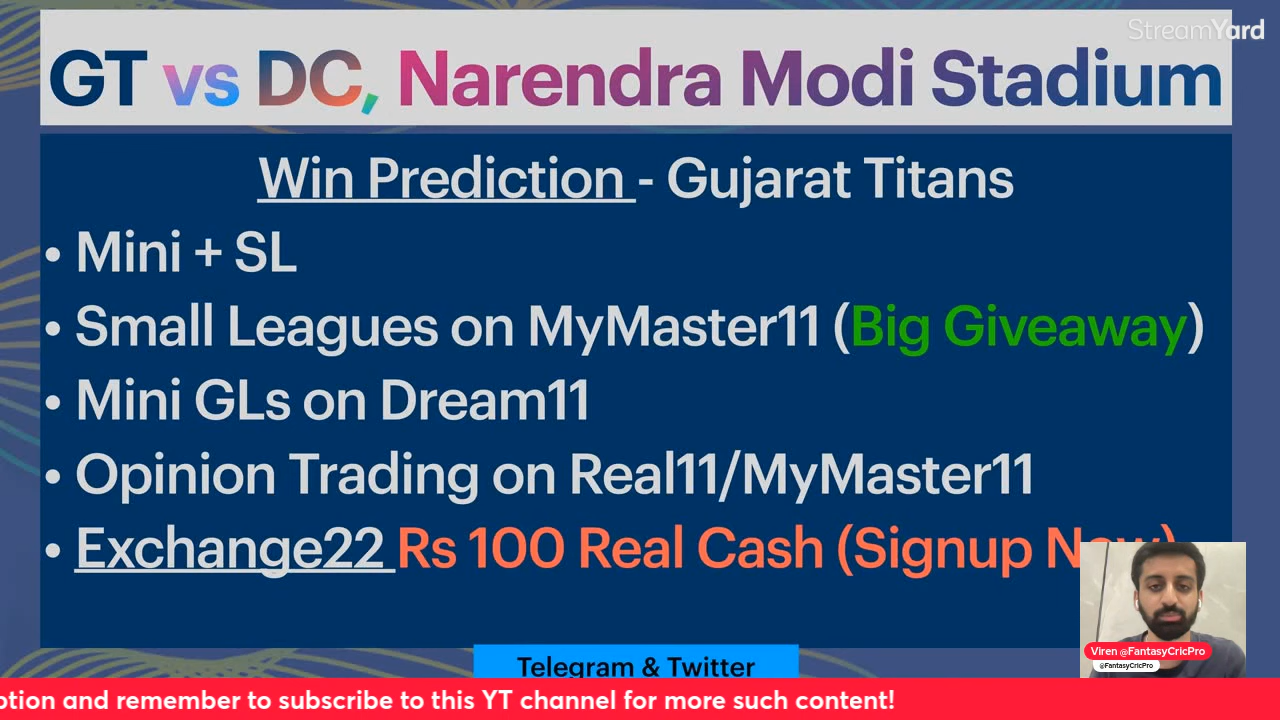 StreamYard
GT vs DC, Narendra Modi Stadium
Win Prediction - Gujarat Titans
• Mini + SL
• Small Leagues on MyMaster11 (Big Giveaway)
• Mini GLs on Dream11
• Opinion Trading on Real11/MyMaster11
• Exchange22 Rs 100 Real Cash (Signup Now)
Viren @FantasyCricPro
@FantasyCricPro
Telegram & Twitter
ption and remember to subscribe to this YT channel for more such content!